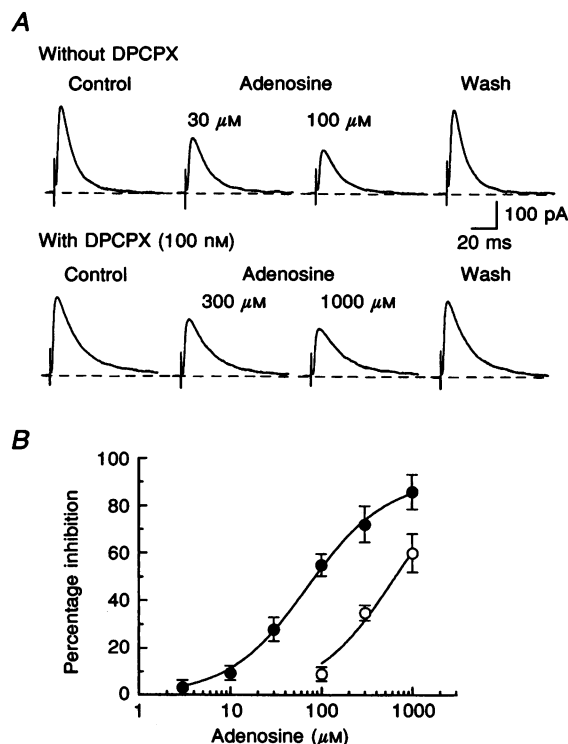 A
Without DPCPX
Control Adenosine Wash
30 μM 100 μM
100 pA
20 ms
With DPCPX (100 nM)
Control Adenosine Wash
300 μM 1000 μM
B
Percentage inhibition
100
80
60
40
20
0
1 10 100 1000
Adenosine (μM)